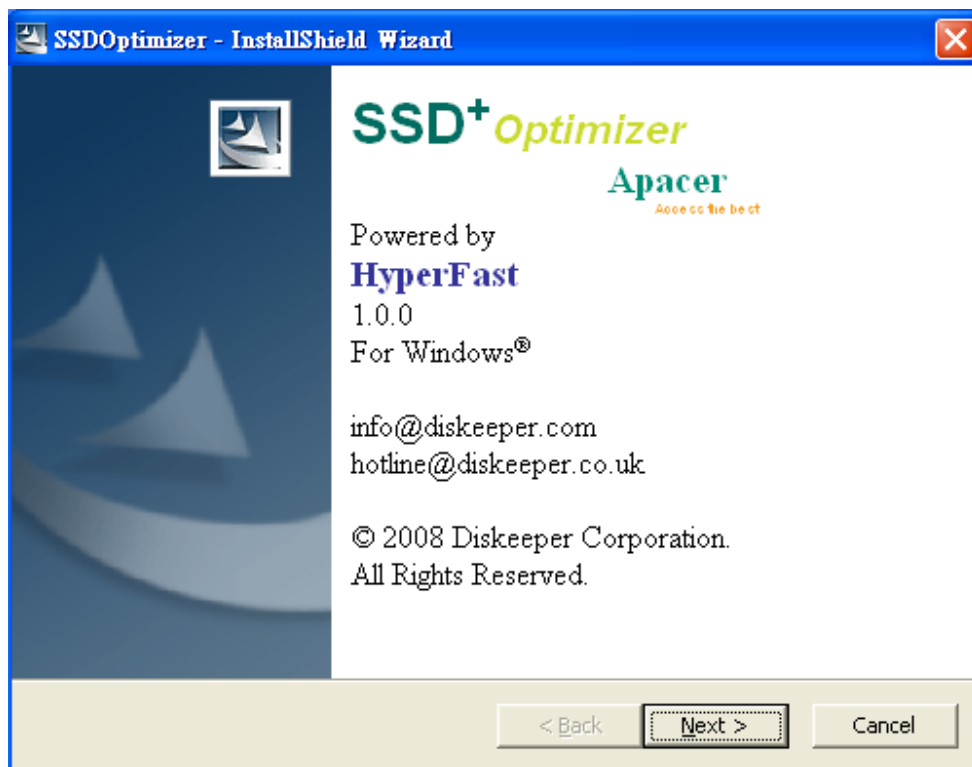 SSDOptimizer - InstallShield Wizard
SSD+ Optimizer
Apacer
Access the best
Powered by
HyperFast
1.0.0
For Windows®
info@diskeeper.com
hotline@diskeeper.co.uk
© 2008 Diskeeper Corporation.
All Rights Reserved.
< Back
Next >
Cancel